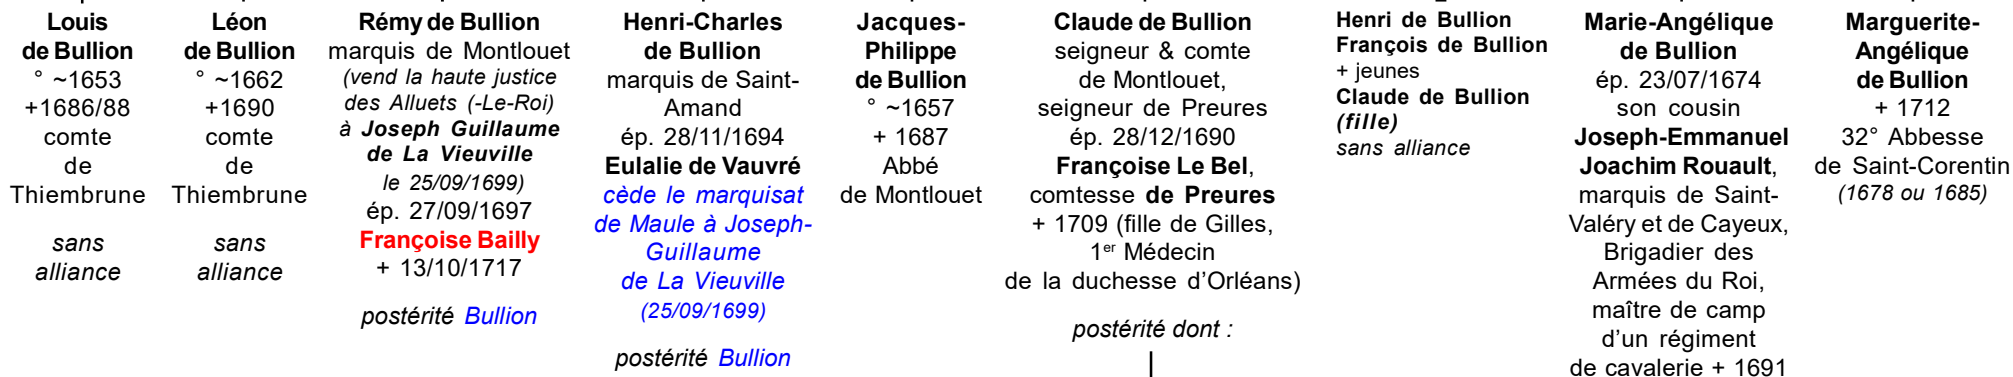 Louis
de Bullion
° ~1653
+1686/88
comte
de
Thiembrune
sans
alliance
Léon
de Bullion
° ~1662
+1690
comte
de
Thiembrune
sans
alliance
Rémy de Bullion
marquis de Montlouet
(vend la haute justice
des Alluets (-Le-Roi)
à Joseph Guillaume
de La Vieuville
le 25/09/1699)
ép. 27/09/1697
Françoise Bailly
+ 13/10/1717
postérité Bullion
Henri-Charles
de Bullion
marquis de Saint-
Amand
ép. 28/11/1694
Eulalie de Vauvré
cède le marquisat
de Maule à Joseph-
Guillaume
de La Vieuville
(25/09/1699)
postérité Bullion
Jacques-
Philippe
de Bullion
° ~1657
+ 1687
Abbé
de Montlouet
Claude de Bullion
seigneur & comte
de Montlouet,
seigneur de Preures
ép. 28/12/1690
Françoise Le Bel,
comtesse de Preures
+ 1709 (fille de Gilles,
1er Médecin
de la duchesse d'Orléans)
postérité dont :
Henri de Bullion
François de Bullion
+ jeunes
Claude de Bullion
(fille)
sans alliance
Marie-Angélique
de Bullion
ép. 23/07/1674
son cousin
Joseph-Emmanuel
Joachim Rouault,
marquis de Saint-
Valéry et de Cayeux,
Brigadier des
Armées du Roi,
maître de camp
d'un régiment
de cavalerie + 1691
Marguerite-
Angélique
de Bullion
+ 1712
32° Abbesse
de Saint-Corentin
(1678 ou 1685)